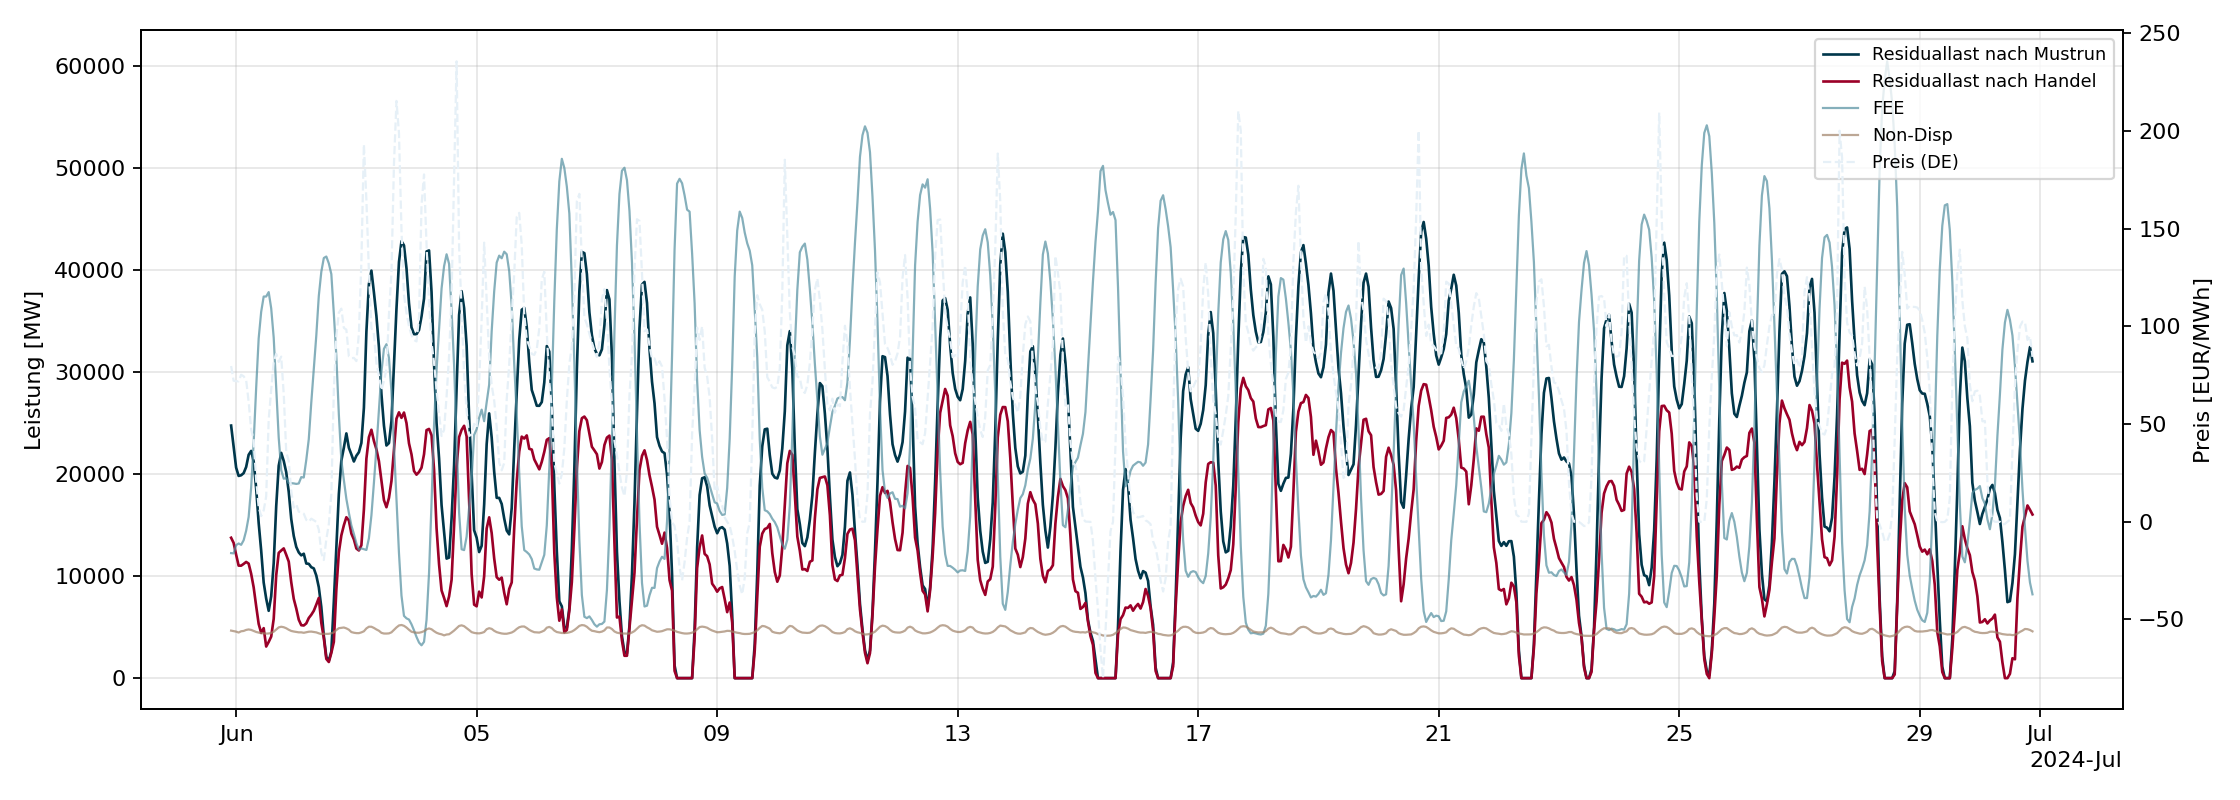 Residuallast nach Mustrun
Residuallast nach Handel
FEE
Non-Disp
Preis (DE)
Leistung [MW]
60000
50000
40000
30000
20000
10000
0
Preis [EUR/MWh]
250
200
150
100
50
0
−50
Jun
05
09
13
17
21
25
29
Jul
2024-Jul